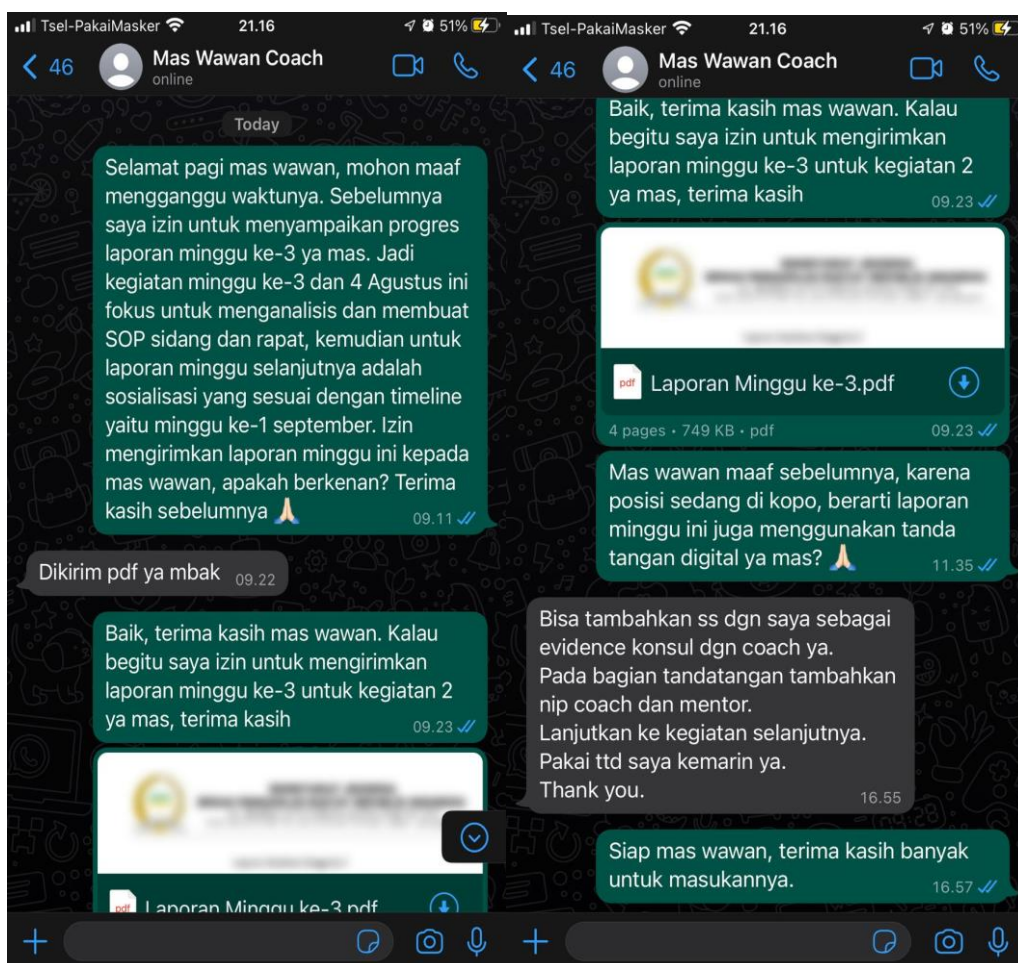 Tsel-PakaiMasker 21.16 51%
46 Mas Wawan Coach
online
Today
Selamat pagi mas wawan, mohon maaf
mengganggu waktunya. Sebelumnya
saya izin untuk menyampaikan progres
laporan minggu ke-3 ya mas. Jadi
kegiatan minggu ke-3 dan 4 Agustus ini
fokus untuk menganalisis dan membuat
SOP sidang dan rapat, kemudian untuk
laporan minggu selanjutnya adalah
sosialisasi yang sesuai dengan timeline
yaitu minggu ke-1 september. Izin
mengirimkan laporan minggu ini kepada
mas wawan, apakah berkenan? Terima
kasih sebelumnya 🙏🏻 09.11
Dikirim pdf ya mbak 09.22
Baik, terima kasih mas wawan. Kalau
begitu saya izin untuk mengirimkan
laporan minggu ke-3 untuk kegiatan 2
ya mas, terima kasih 09.23
pdf Laporan Minggu ke-3.pdf
Tsel-PakaiMasker 21.16 51%
46 Mas Wawan Coach
online
Baik, terima kasih mas wawan. Kalau
begitu saya izin untuk mengirimkan
laporan minggu ke-3 untuk kegiatan 2
ya mas, terima kasih 09.23
pdf Laporan Minggu ke-3.pdf
4 pages • 749 KB • pdf 09.23
Mas wawan maaf sebelumnya, karena
posisi sedang di kopo, berarti laporan
minggu ini juga menggunakan tanda
tangan digital ya mas? 🙏🏻 11.35
Bisa tambahkan ss dgn saya sebagai
evidence konsul dgn coach ya.
Pada bagian tandatangan tambahkan
nip coach dan mentor.
Lanjutkan ke kegiatan selanjutnya.
Pakai ttd saya kemarin ya.
Thank you. 16.55
Siap mas wawan, terima kasih banyak
untuk masukannya. 16.57